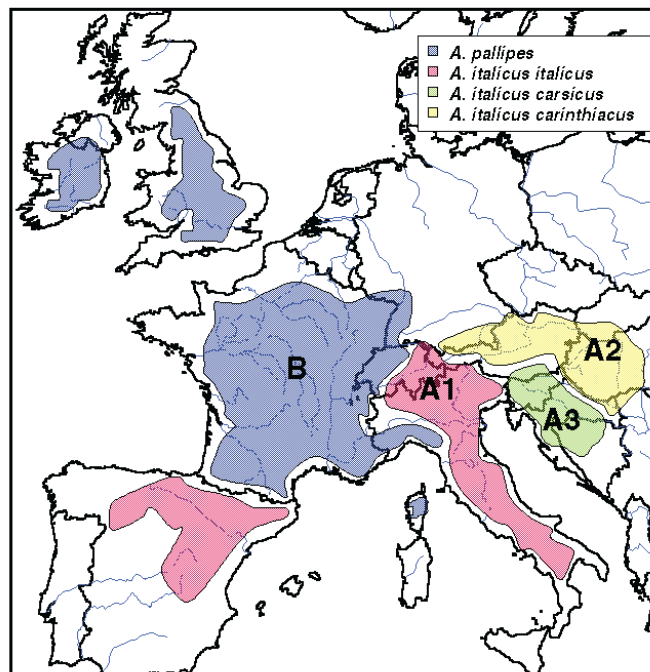 A. pallipes
A. italicus italicus
A. italicus carsicus
A. italicus carinthiacus
A2
B
A1
A3